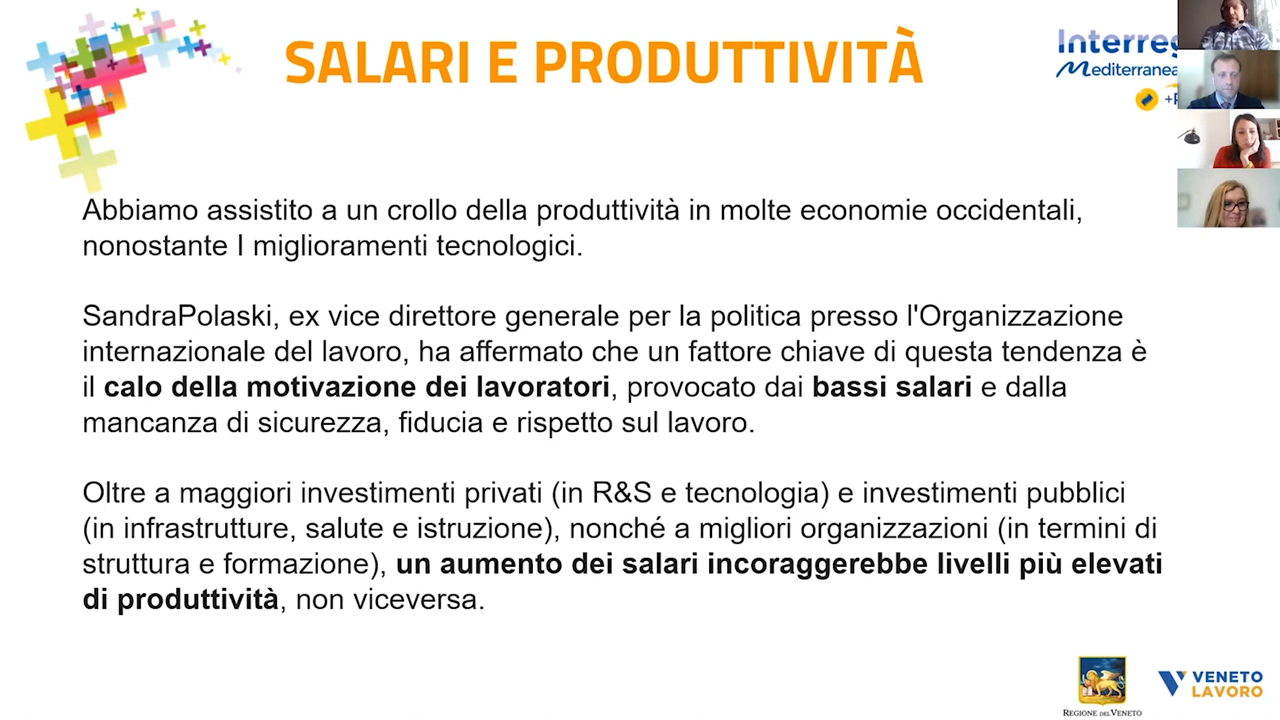 SALARI E PRODUTTIVITÀ
Interreg
Mediterranea
Abbiamo assistito a un crollo della produttività in molte economie occidentali,
nonostante I miglioramenti tecnologici.
SandraPolaski, ex vice direttore generale per la politica presso l'Organizzazione
internazionale del lavoro, ha affermato che un fattore chiave di questa tendenza è
il calo della motivazione dei lavoratori, provocato dai bassi salari e dalla
mancanza di sicurezza, fiducia e rispetto sul lavoro.
Oltre a maggiori investimenti privati (in R&S e tecnologia) e investimenti pubblici
(in infrastrutture, salute e istruzione), nonché a migliori organizzazioni (in termini di
struttura e formazione), un aumento dei salari incoraggerebbe livelli più elevati
di produttività, non viceversa.
REGIONE DEL VENETO
VENETO
LAVORO